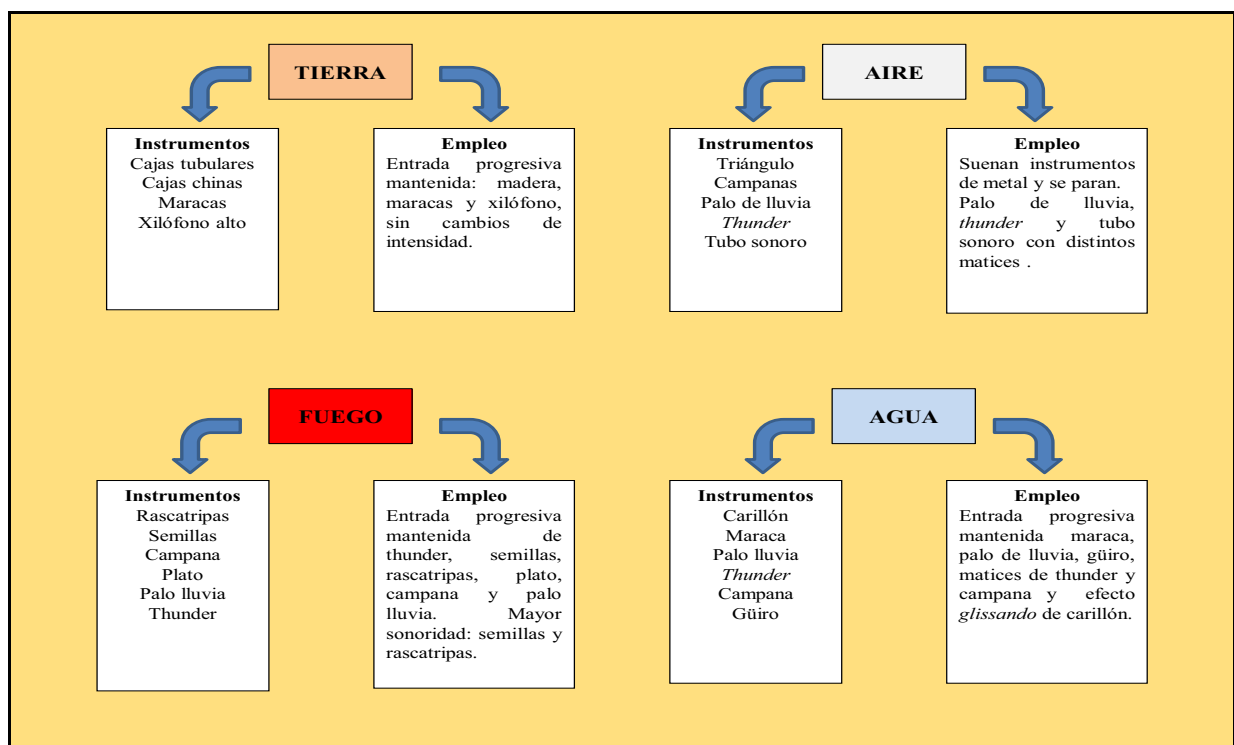 TIERRA
Instrumentos
Cajas tubulares
Cajas chinas
Maracas
Xilófono alto
Empleo
Entrada progresiva
mantenida: madera,
maracas y xilófono,
sin cambios de
intensidad.
AIRE
Instrumentos
Triángulo
Campanas
Palo de lluvia
Thunder
Tubo sonoro
Empleo
Suenan instrumentos
de metal y se paran.
Palo de lluvia,
thunder y tubo
sonoro con distintos
matices .
FUEGO
Instrumentos
Rascatripas
Semillas
Campana
Plato
Palo lluvia
Thunder
Empleo
Entrada progresiva
mantenida de
thunder, semillas,
rascatripas, plato,
campana y palo
lluvia. Mayor
sonoridad: semillas y
rascatripas.
AGUA
Instrumentos
Carillón
Maraca
Palo lluvia
Thunder
Campana
Güiro
Empleo
Entrada progresiva
mantenida maraca,
palo de lluvia, güiro,
matices de thunder y
campana y efecto
glissando de carillón.